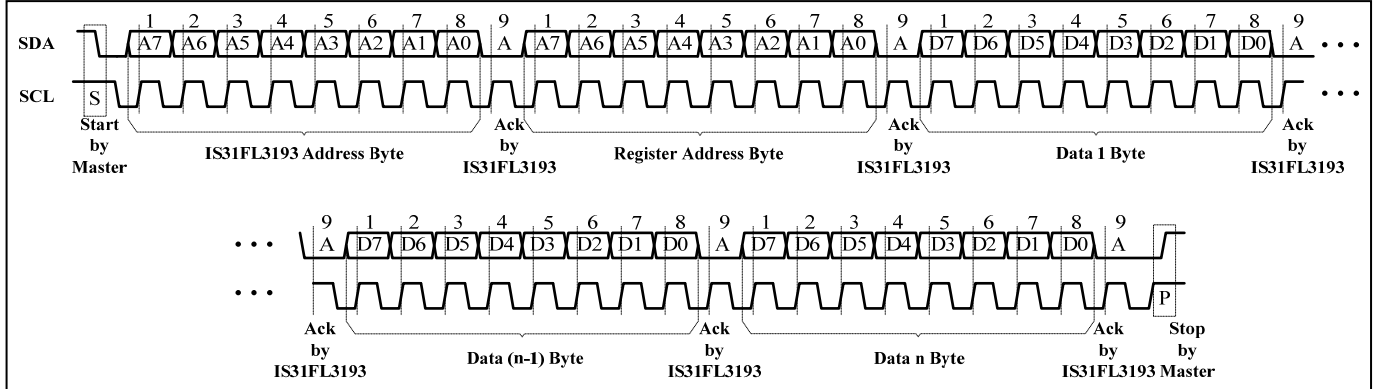 1 2 3 4 5 6 7 8 9 1 2 3 4 5 6 7 8 9 1 2 3 4 5 6 7 8 9
SDA A7 A6 A5 A4 A3 A2 A1 A0 A A7 A6 A5 A4 A3 A2 A1 A0 A D7 D6 D5 D4 D3 D2 D1 D0 A • • •
SCL S • • •
Start by Master
IS31FL3193 Address Byte
Ack by IS31FL3193
Register Address Byte
Ack by IS31FL3193
Data 1 Byte
Ack by IS31FL3193
9 1 2 3 4 5 6 7 8 9 1 2 3 4 5 6 7 8 9
• • • A D7 D6 D5 D4 D3 D2 D1 D0 A D7 D6 D5 D4 D3 D2 D1 D0 A
• • • P
Ack by IS31FL3193
Data (n-1) Byte
Ack by IS31FL3193
Data n Byte
Ack by IS31FL3193
Stop by Master